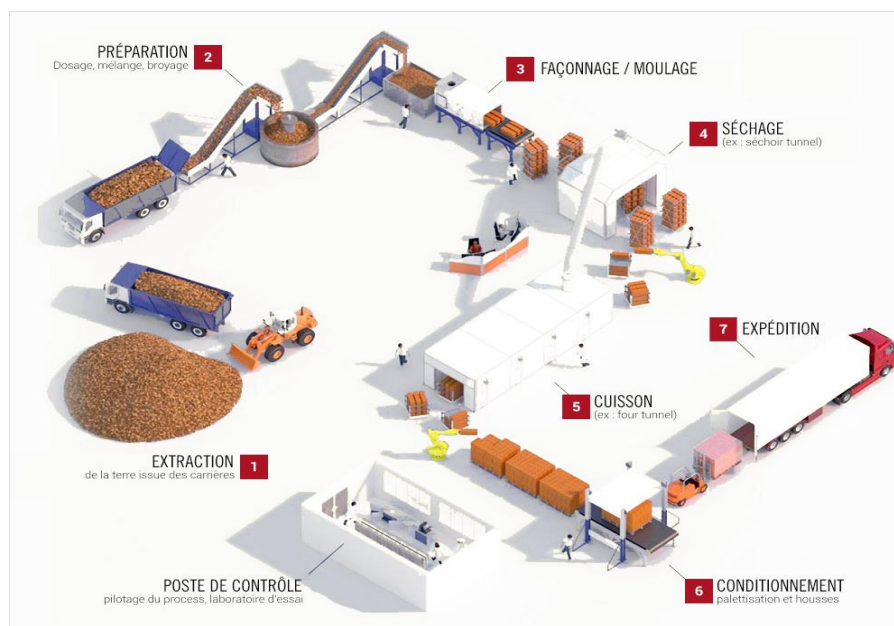 PRÉPARATION
Dosage, mélange, broyage
2
3
FAÇONNAGE / MOULAGE
4
SÉCHAGE
(ex : séchoir tunnel)
7
EXPÉDITION
5
CUISSON
(ex : four tunnel)
EXTRACTION
de la terre issue des carrières
1
POSTE DE CONTRÔLE
pilotage du process, laboratoire d'essai
6
CONDITIONNEMENT
palettisation et housses